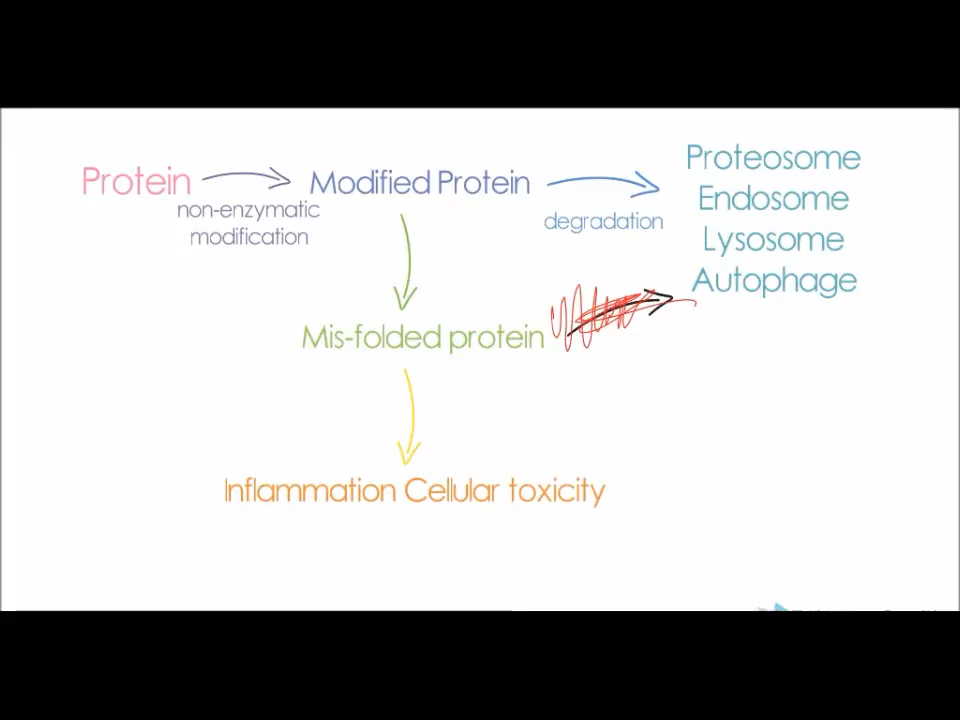 Proteosome
Protein
Modified Protein
Endosome
non-enzymatic
degradation
modification
Lysosome
Autophage
Mis-folded protein
Inflammation Cellular toxicity